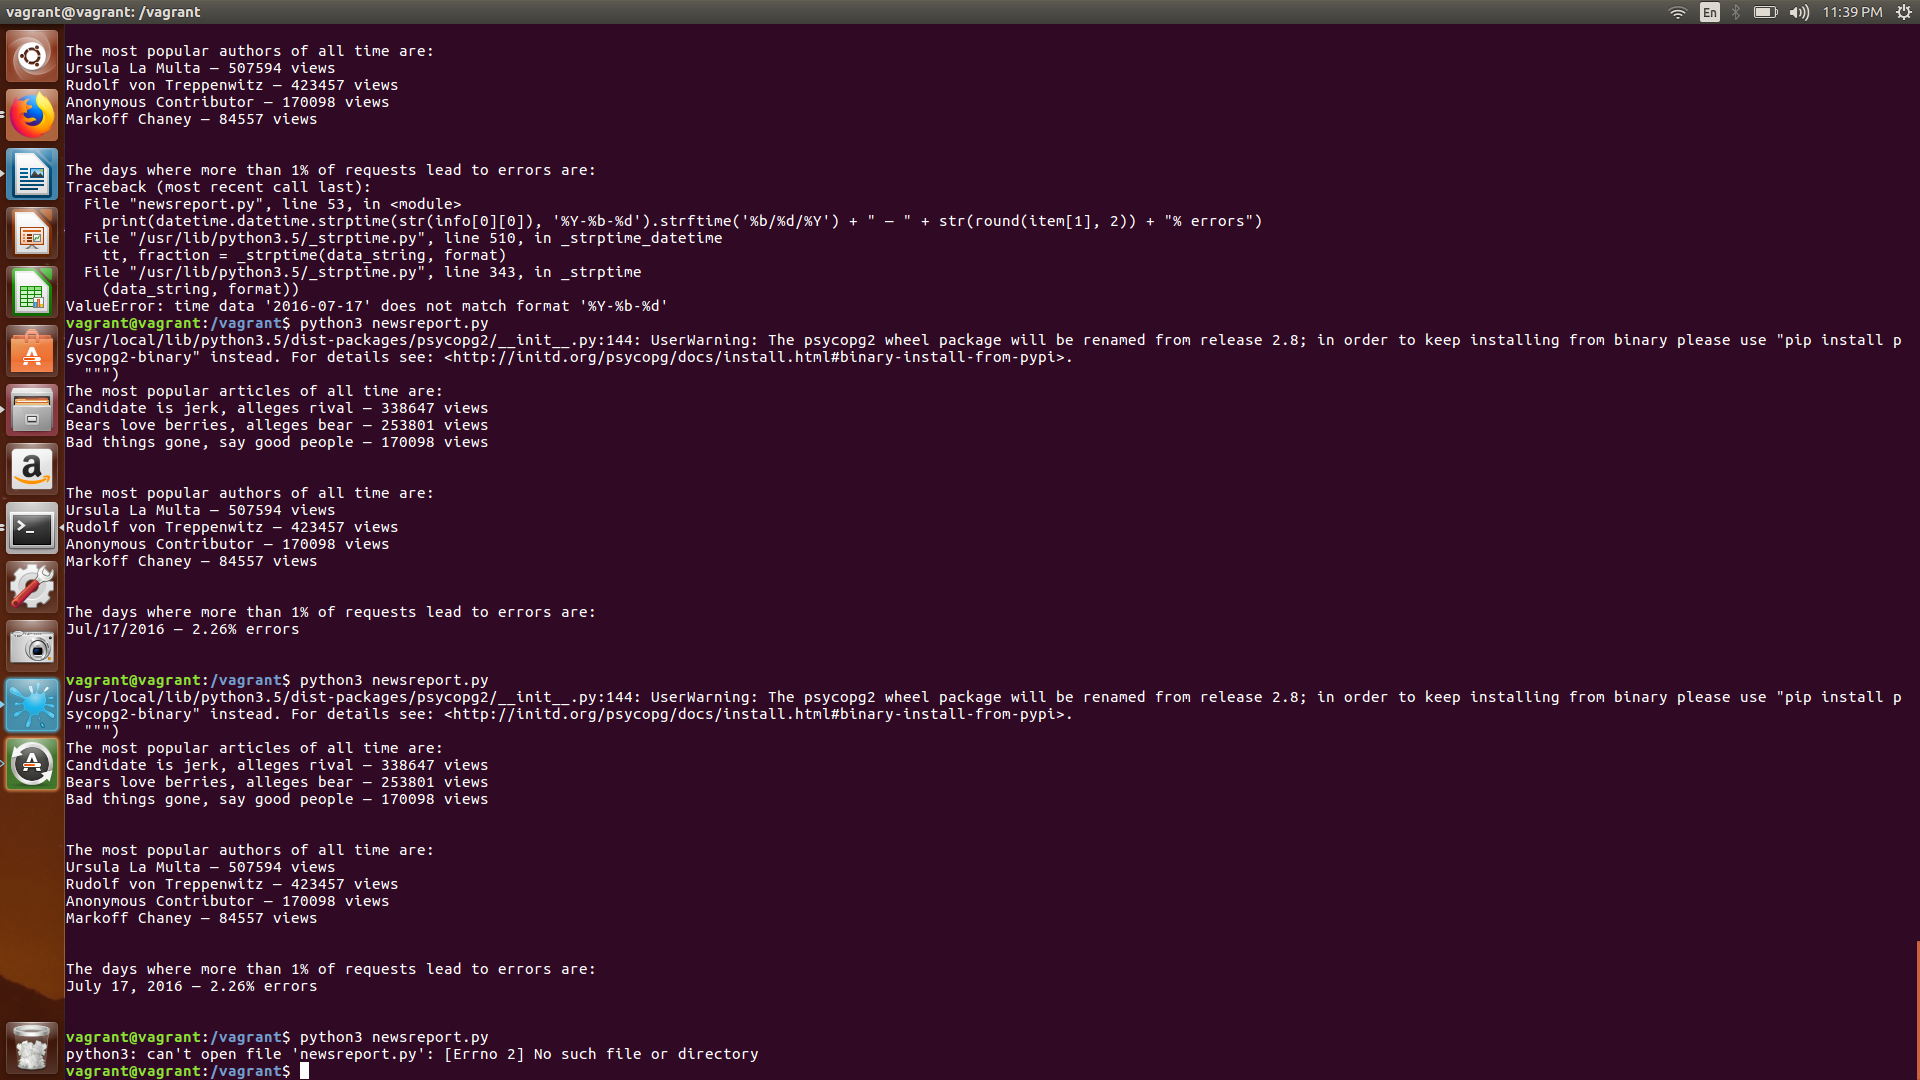 vagrant@vagrant: /vagrant
En
11:39 PM
The most popular authors of all time are:
Ursula La Multa — 507594 views
Rudolf von Treppenwitz — 423457 views
Anonymous Contributor — 170098 views
Markoff Chaney — 84557 views
The days where more than 1% of requests lead to errors are:
Traceback (most recent call last):
  File "newsreport.py", line 53, in <module>
    print(datetime.datetime.strptime(str(info[0][0]), '%Y-%b-%d').strftime('%b/%d/%Y') + " — " + str(round(item[1], 2)) + "% errors")
  File "/usr/lib/python3.5/_strptime.py", line 510, in _strptime_datetime
    tt, fraction = _strptime(data_string, format)
  File "/usr/lib/python3.5/_strptime.py", line 343, in _strptime
    (data_string, format))
ValueError: time data '2016-07-17' does not match format '%Y-%b-%d'
vagrant@vagrant:/vagrant$ python3 newsreport.py
/usr/local/lib/python3.5/dist-packages/psycopg2/__init__.py:144: UserWarning: The psycopg2 wheel package will be renamed from release 2.8; in order to keep installing from binary please use "pip install p
sycopg2-binary" instead. For details see: <http://initd.org/psycopg/docs/install.html#binary-install-from-pypi>.
  """)
The most popular articles of all time are:
Candidate is jerk, alleges rival — 338647 views
Bears love berries, alleges bear — 253801 views
Bad things gone, say good people — 170098 views
The most popular authors of all time are:
Ursula La Multa — 507594 views
Rudolf von Treppenwitz — 423457 views
Anonymous Contributor — 170098 views
Markoff Chaney — 84557 views
The days where more than 1% of requests lead to errors are:
Jul/17/2016 — 2.26% errors
vagrant@vagrant:/vagrant$ python3 newsreport.py
/usr/local/lib/python3.5/dist-packages/psycopg2/__init__.py:144: UserWarning: The psycopg2 wheel package will be renamed from release 2.8; in order to keep installing from binary please use "pip install p
sycopg2-binary" instead. For details see: <http://initd.org/psycopg/docs/install.html#binary-install-from-pypi>.
  """)
The most popular articles of all time are:
Candidate is jerk, alleges rival — 338647 views
Bears love berries, alleges bear — 253801 views
Bad things gone, say good people — 170098 views
The most popular authors of all time are:
Ursula La Multa — 507594 views
Rudolf von Treppenwitz — 423457 views
Anonymous Contributor — 170098 views
Markoff Chaney — 84557 views
The days where more than 1% of requests lead to errors are:
July 17, 2016 — 2.26% errors
vagrant@vagrant:/vagrant$ python3 newsreport.py
python3: can't open file 'newsreport.py': [Errno 2] No such file or directory
vagrant@vagrant:/vagrant$